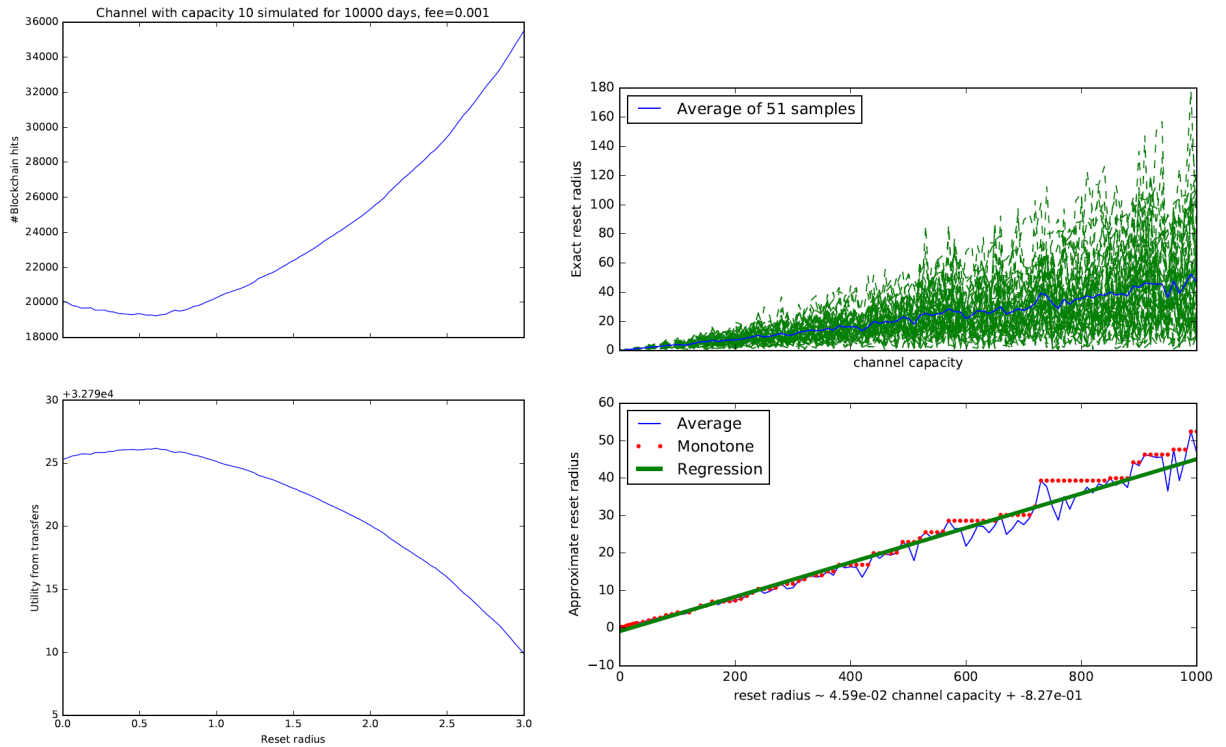 Channel with capacity 10 simulated for 10000 days, fee=0.001
36000
34000
32000
30000
28000
26000
24000
22000
20000
18000
#Blockchain hits
+3.279e4
30
25
20
15
10
5
Utility from transfers
0.0 0.5 1.0 1.5 2.0 2.5 3.0
Reset radius
180
160
140
120
100
80
60
40
20
0
Exact reset radius
Average of 51 samples
channel capacity
60
50
40
30
20
10
0
−10
Approximate reset radius
Average
Monotone
Regression
0 200 400 600 800 1000
reset radius ~ 4.59e-02 channel capacity + -8.27e-01